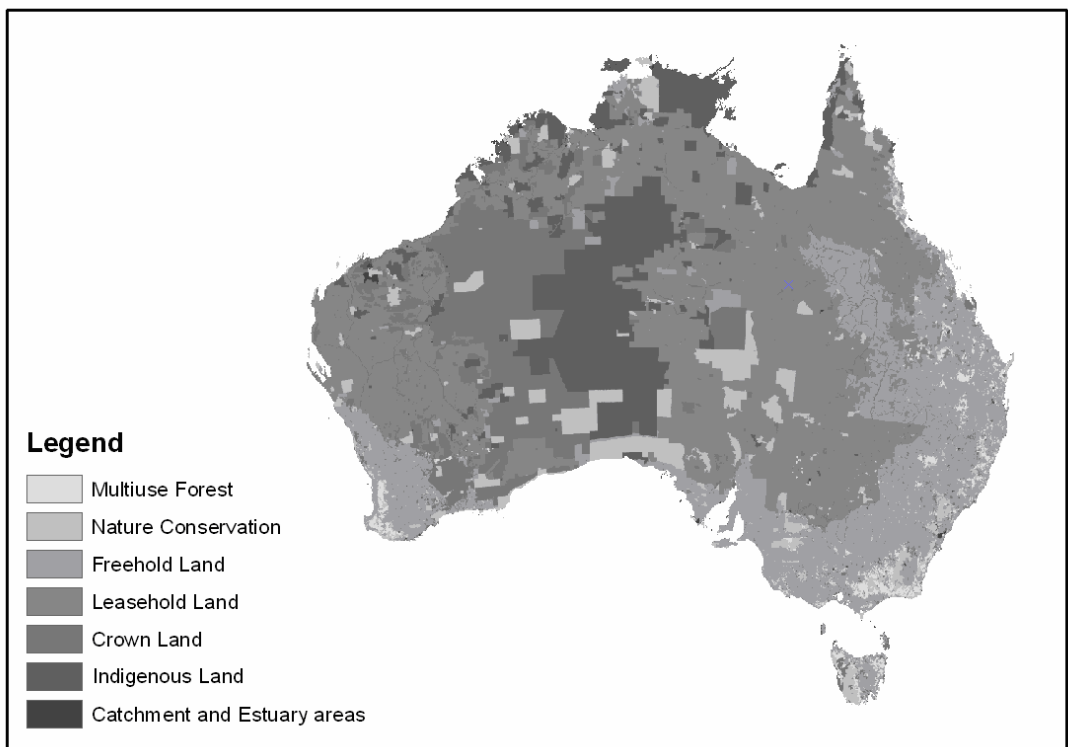 Legend
Multiuse Forest
Nature Conservation
Freehold Land
Leasehold Land
Crown Land
Indigenous Land
Catchment and Estuary areas